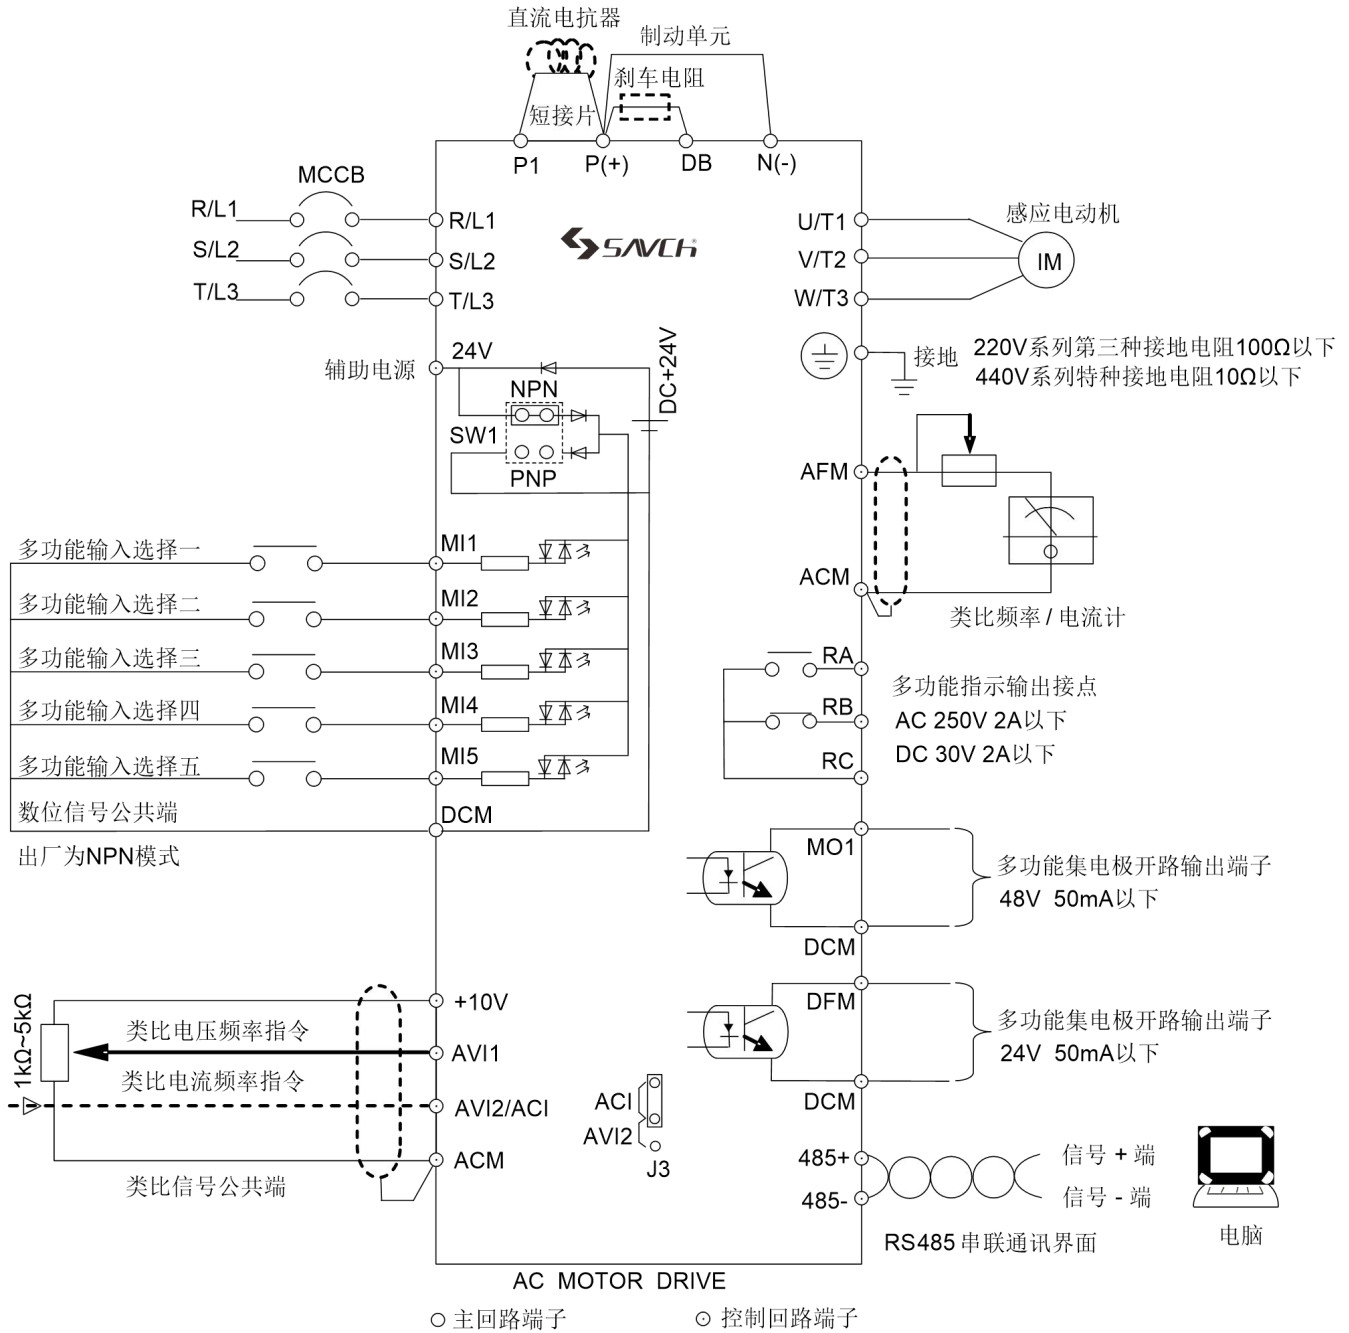 直流电抗器
制动单元
刹车电阻
短接片
P1
P(+)
DB
N(-)
MCCB
R/L1
S/L2
T/L3
R/L1
S/L2
T/L3
SAVCH
U/T1
V/T2
W/T3
感应电动机
IM
接地
220V系列第三种接地电阻100Ω以下
440V系列特种接地电阻10Ω以下
辅助电源
24V
DC+24V
NPN
SW1
PNP
AFM
ACM
类比频率 / 电流计
多功能输入选择一
MI1
多功能输入选择二
MI2
多功能输入选择三
MI3
多功能输入选择四
MI4
多功能输入选择五
MI5
数位信号公共端
DCM
出厂为NPN模式
RA
RB
RC
多功能指示输出接点
AC 250V 2A以下
DC 30V 2A以下
MO1
DCM
多功能集电极开路输出端子
48V 50mA以下
DFM
DCM
多功能集电极开路输出端子
24V 50mA以下
1kΩ~5kΩ
+10V
类比电压频率指令
AVI1
类比电流频率指令
AVI2/ACI
ACM
类比信号公共端
ACI
AVI2
J3
485+
485-
信号 + 端
信号 - 端
RS485 串联通讯界面
电脑
AC MOTOR DRIVE
主回路端子
控制回路端子